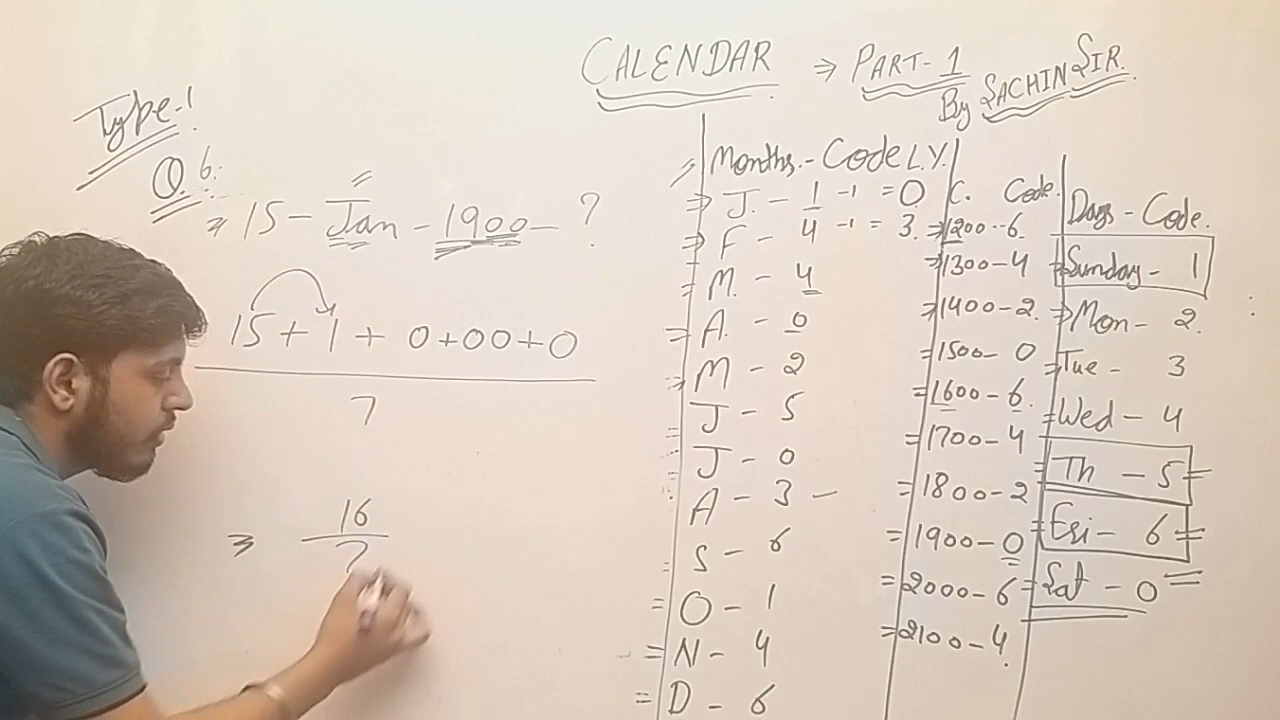 CALENDAR ⇒ PART-1
By SACHIN SIR.
Type-1
Q. 6.
⇒ 15 - Jan - 1900 - ?
15 + 1 + 0+00+0
7
⇒ 16
7
⇒ Months.- Code L.Y.
⇒ J. - 1 -1 = 0
⇒ F - 4 -1 = 3.
= M. - 4
⇒ A. - 0
⇒ M - 2
= J - 5
= J - 0
A - 3 -
= S - 6
= O - 1
= N - 4
= D - 6
C. Code.
⇒1200--6.
⇒1300-4
⇒1400-2.
=1500- 0
=1600-6.
=1700-4
=1800-2
=1900-0
=2000-6
=2100-4.
Days - Code.
⇒Sunday - 1
⇒Mon- 2.
⇒Tue - 3
=Wed - 4
=Th - 5=
=Fri- 6=
=Sat - 0=